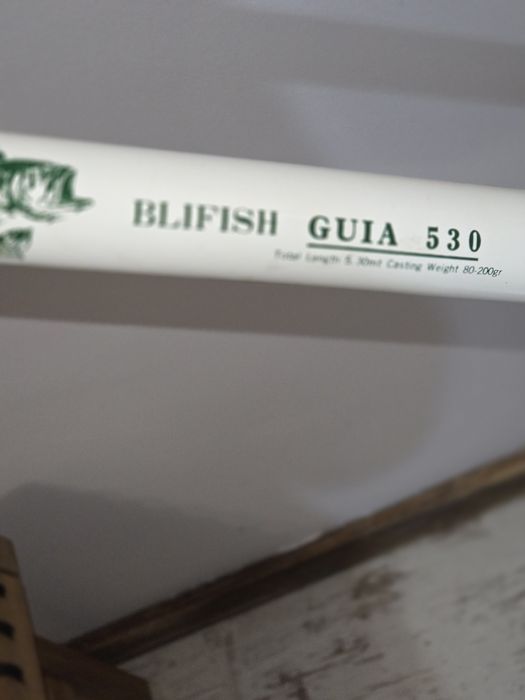 BLIFISH GUIA 530
Total Length 5.30mt Casting Weight 80-200gr